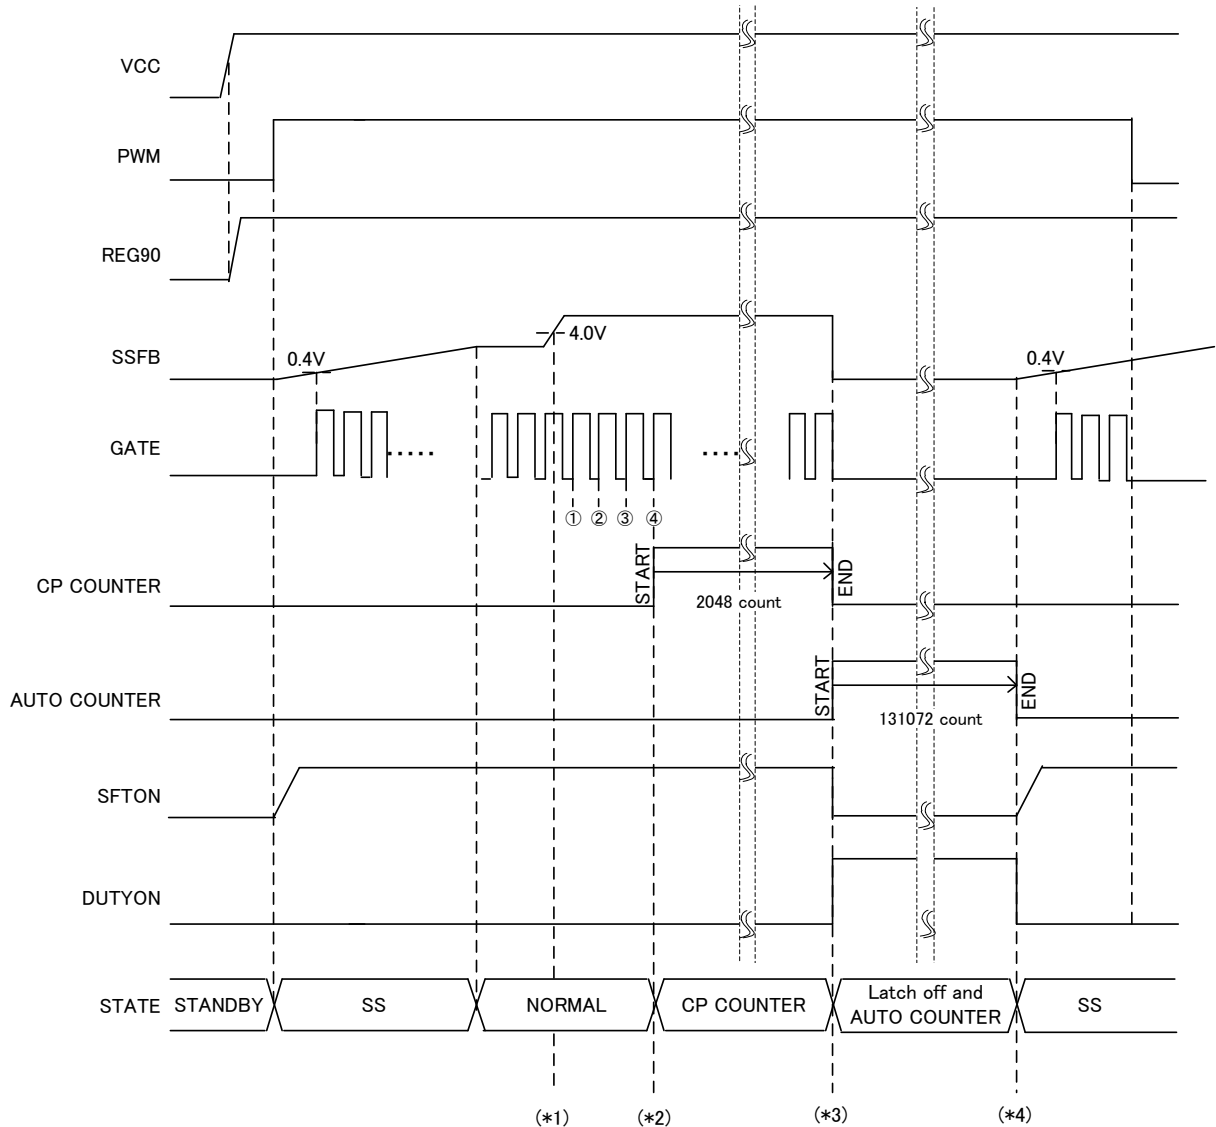 VCC
PWM
REG90
SSFB
0.4V
4.0V
0.4V
GATE
.....
....
① ② ③ ④
CP COUNTER
START
2048 count
END
AUTO COUNTER
START
131072 count
END
SFTON
DUTYON
STATE
STANDBY
SS
NORMAL
CP COUNTER
Latch off and
AUTO COUNTER
SS
(*1)
(*2)
(*3)
(*4)